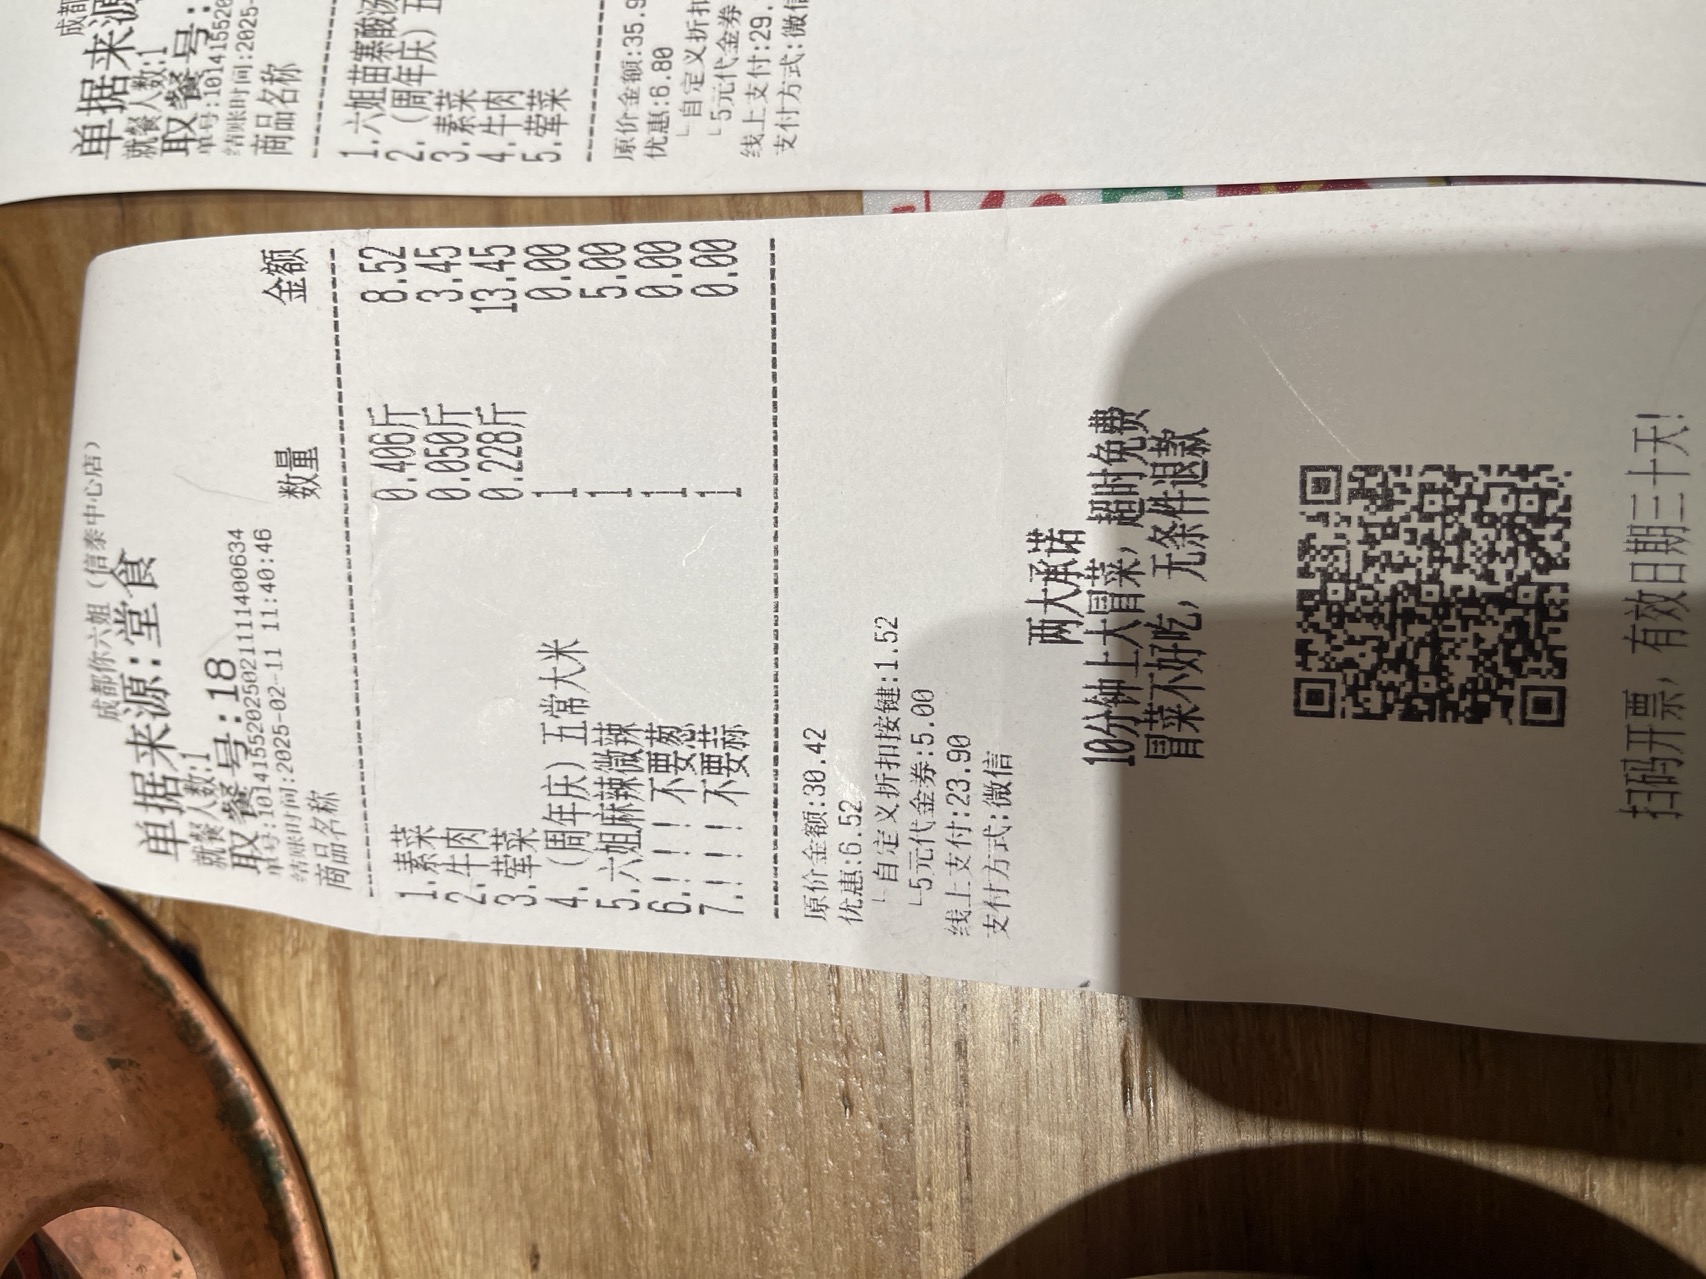 成都
单据来源
就餐人数:1
取餐号:
单号:101415520
结账时间:2025-
商品名称
1.六姐苗寨酸汤
2.(周年庆)五
3.素菜
4.牛肉
5.荤菜
原价金额:35.9
优惠:6.80
└自定义折扣
└5元代金券
线上支付:29.
支付方式:微信
成都你六姐(信泰中心店)
单据来源:堂食
就餐人数:1
取餐号:18
单号:10141552025021111400634
结账时间:2025-02-11 11:40:46
商品名称 数量 金额
1.素菜 0.406斤 8.52
2.牛肉 0.050斤 3.45
3.荤菜 0.228斤 13.45
4.(周年庆)五常大米 1 0.00
5.六姐麻辣微辣 1 5.00
6.!!!!不要葱 1 0.00
7.!!!!不要蒜 1 0.00
原价金额:30.42
优惠:6.52
└自定义折扣按键:1.52
└5元代金券:5.00
线上支付:23.90
支付方式:微信
两大承诺
10分钟上大冒菜,超时免费
冒菜不好吃,无条件退款
扫码开票,有效日期三十天!